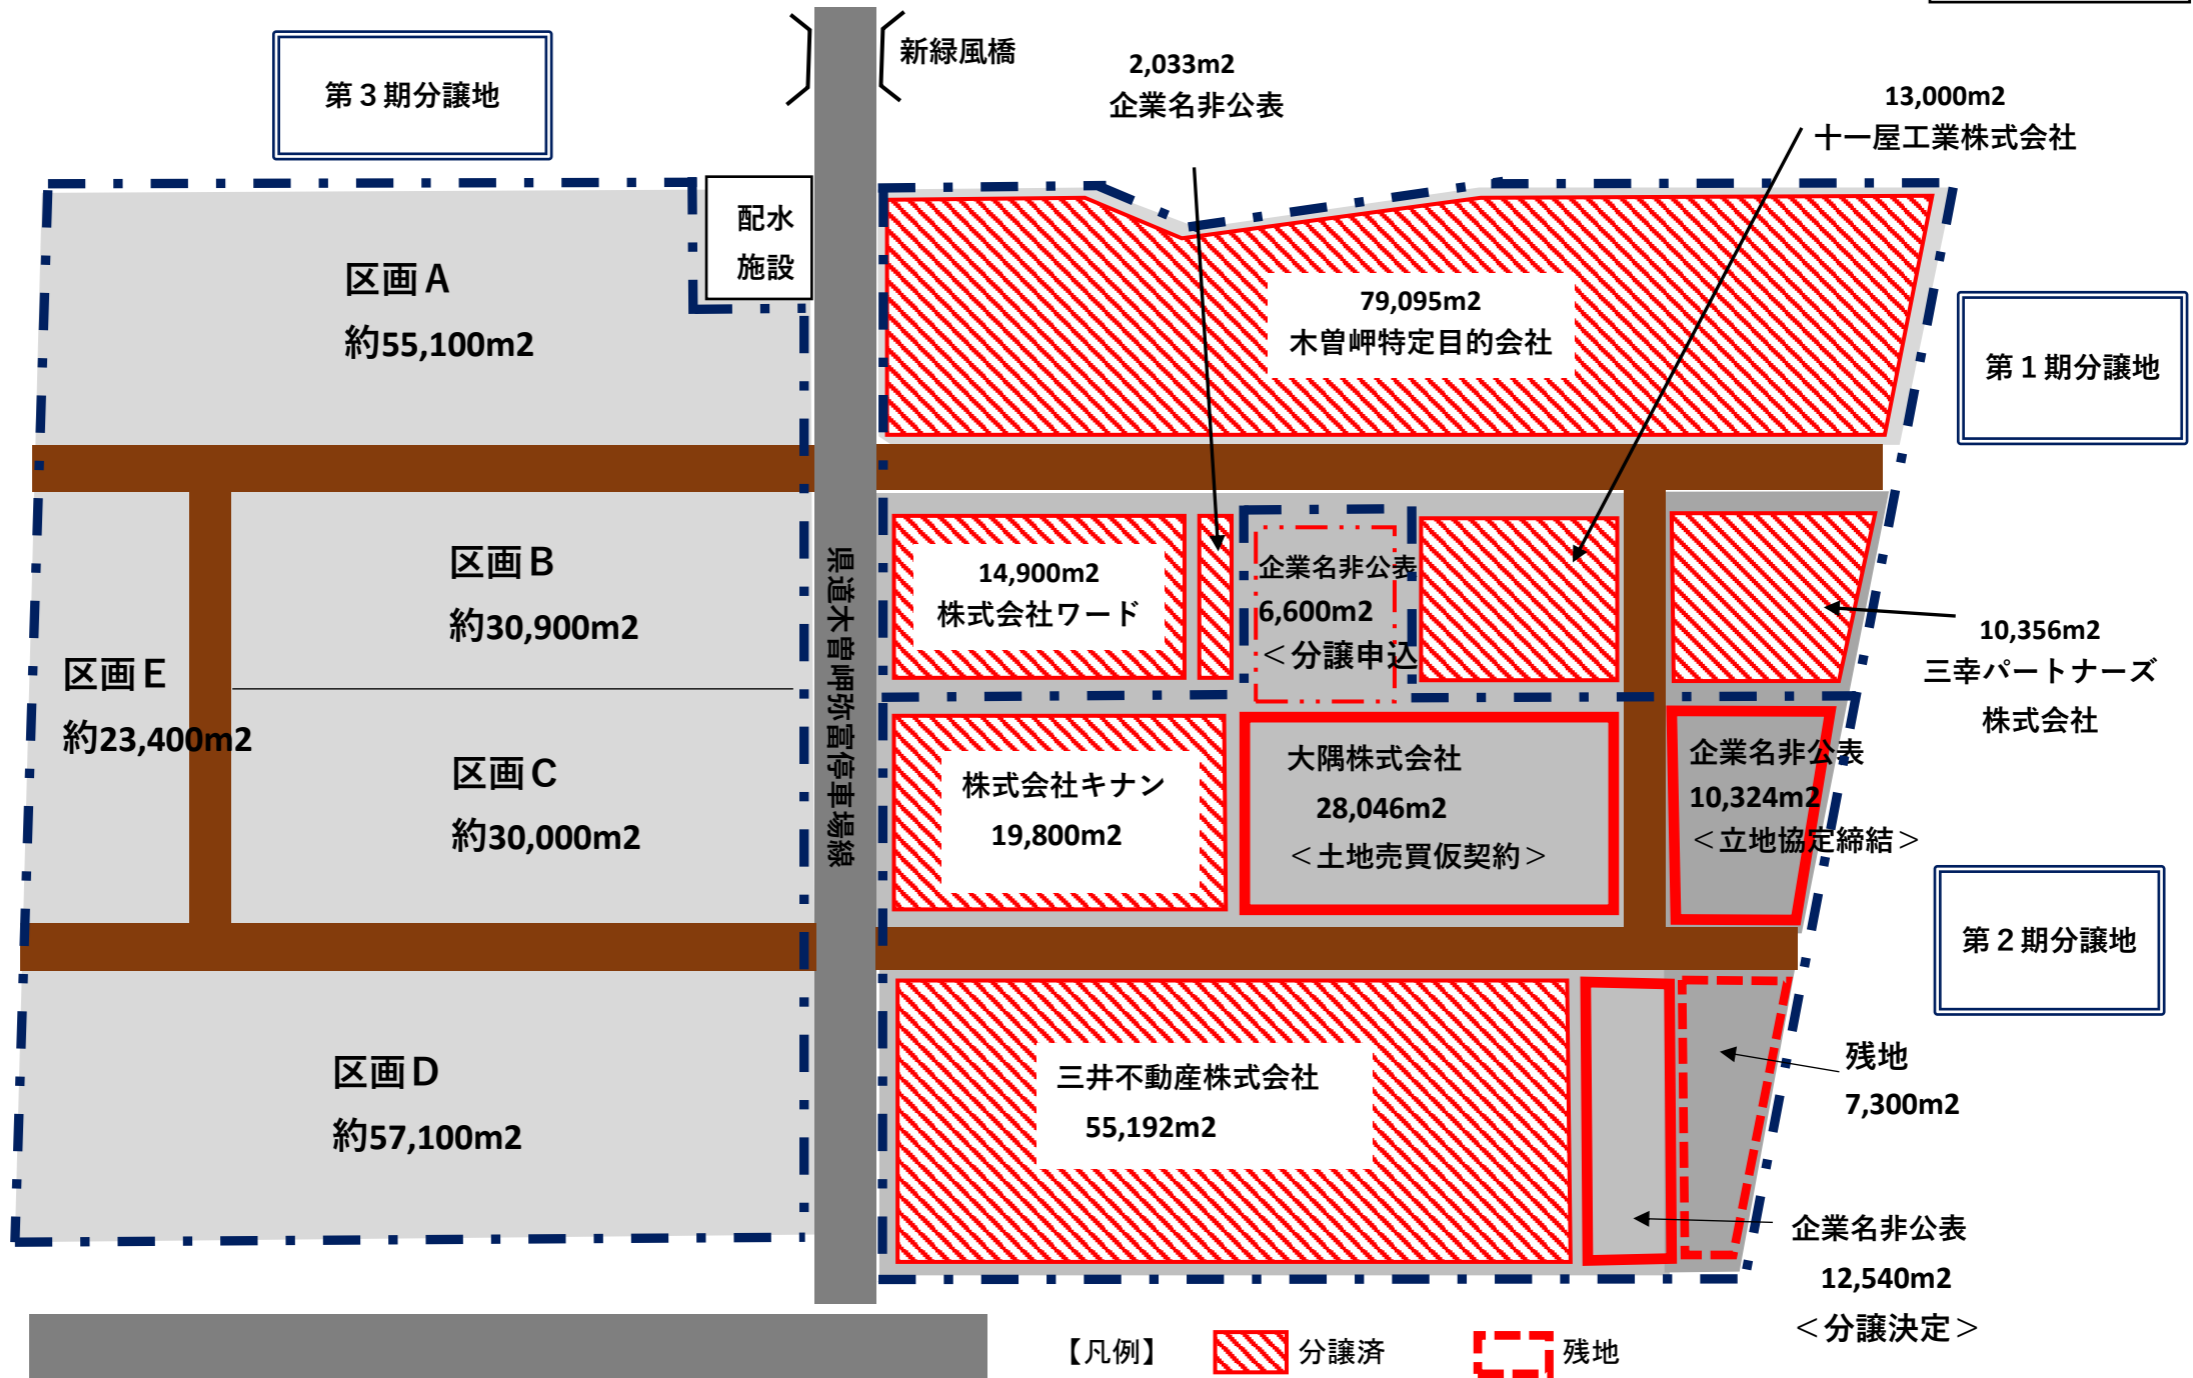 新緑風橋
第３期分譲地
2,033m2
企業名非公表
13,000m2
十一屋工業株式会社
配水
施設
区画Ａ
約55,100m2
79,095m2
木曽岬特定目的会社
第１期分譲地
区画Ｂ
約30,900m2
区画Ｅ
約23,400m2
区画Ｃ
約30,000m2
県道木曽岬弥富停車場線
14,900m2
株式会社ワード
企業名非公表
6,600m2
＜分譲申込
10,356m2
三幸パートナーズ
株式会社
株式会社キナン
19,800m2
大隅株式会社
28,046m2
＜土地売買仮契約＞
企業名非公表
10,324m2
＜立地協定締結＞
第２期分譲地
区画Ｄ
約57,100m2
三井不動産株式会社
55,192m2
残地
7,300m2
企業名非公表
12,540m2
＜分譲決定＞
【凡例】
分譲済
残地